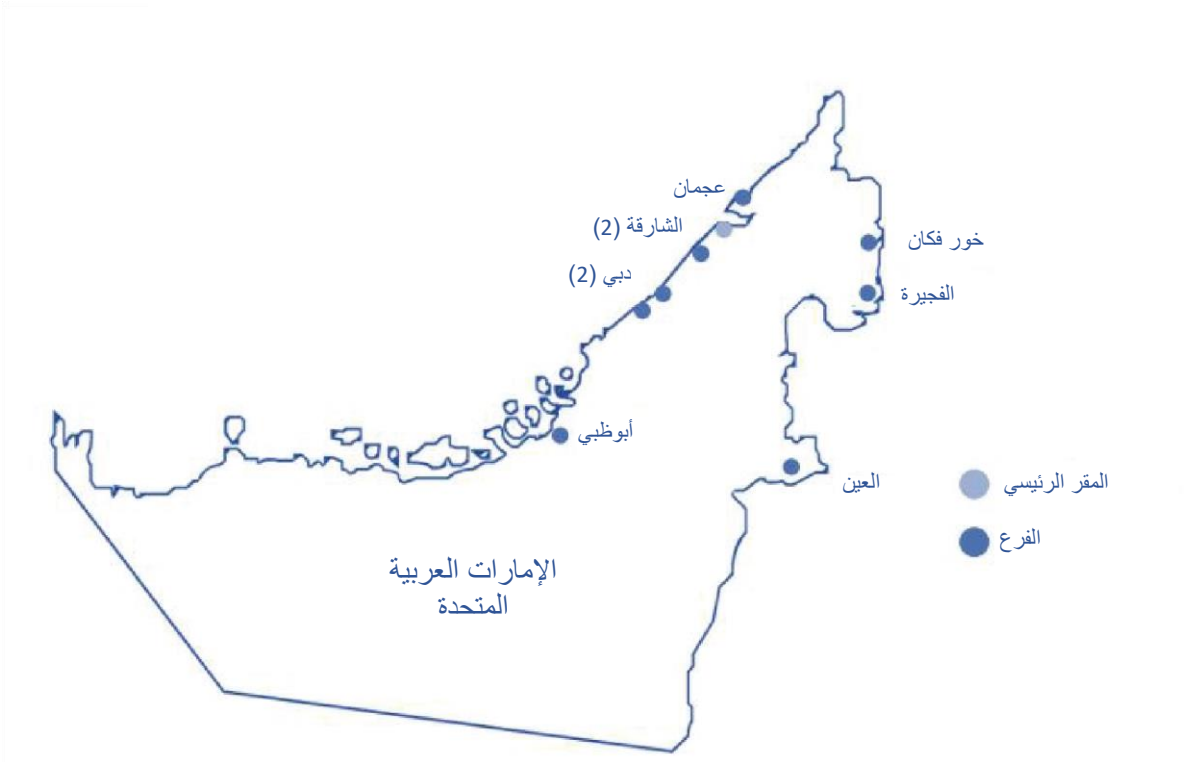 عجمان
الشارقة (2)
خور فكان
دبي (2)
الفجيرة
أبوظبي
العين
المقر الرئيسي
الفرع
الإمارات العربية
المتحدة